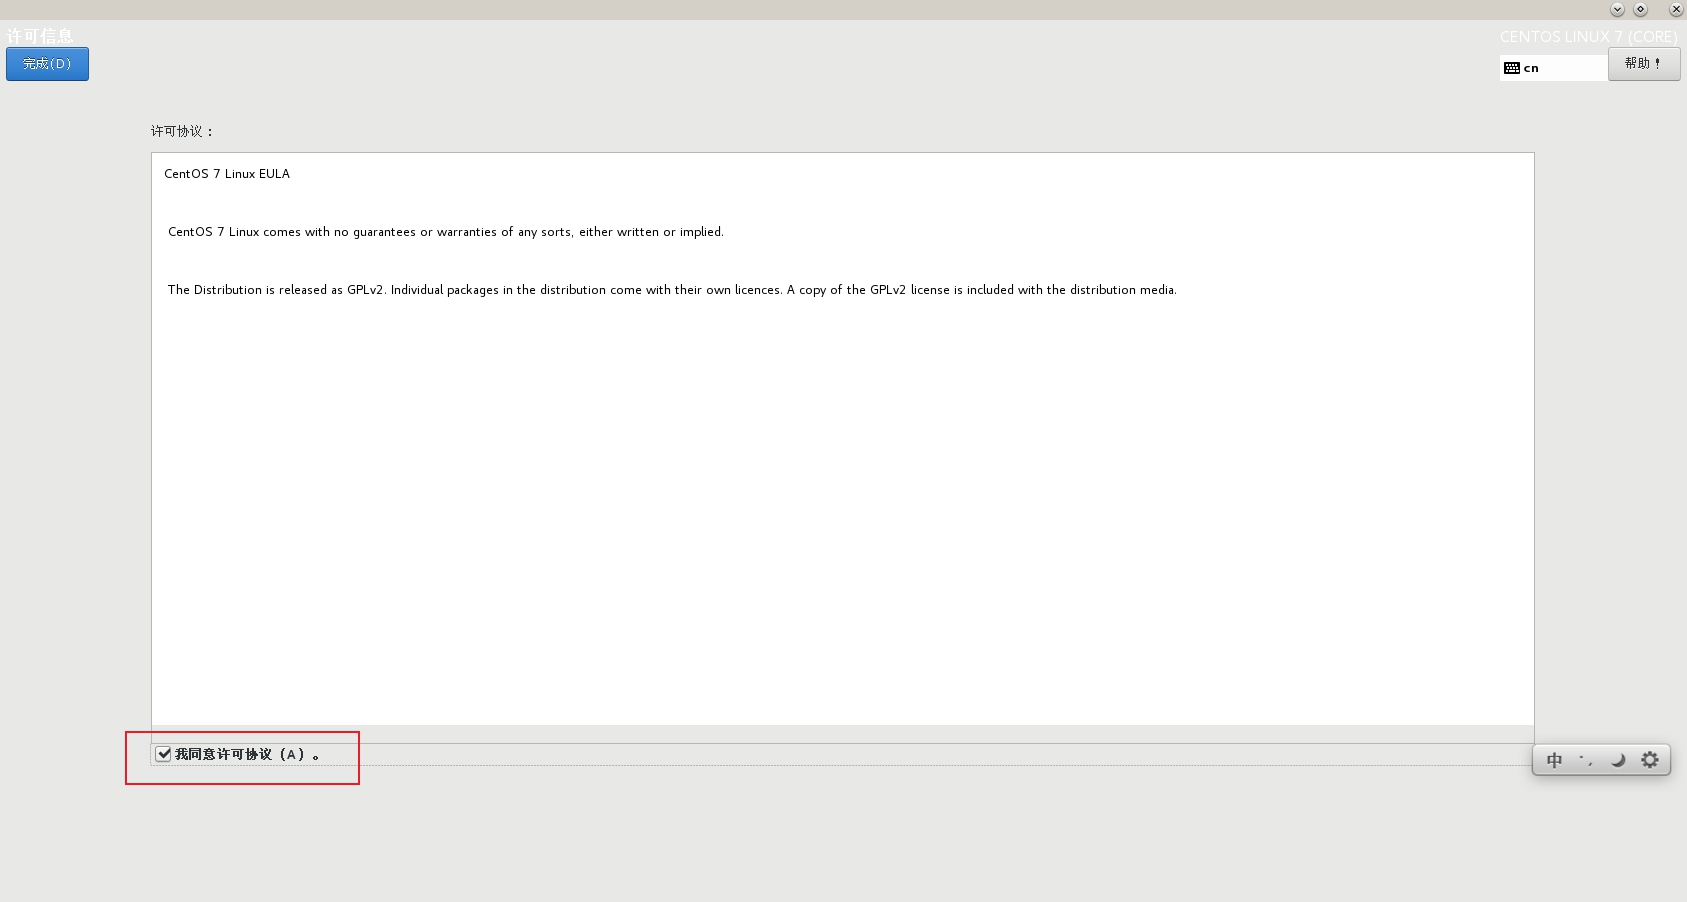 许可信息
CENTOS LINUX 7 (CORE)
完成(D)
cn
帮助！
许可协议：
CentOS 7 Linux EULA
CentOS 7 Linux comes with no guarantees or warranties of any sorts, either written or implied.
The Distribution is released as GPLv2. Individual packages in the distribution come with their own licences. A copy of the GPLv2 license is included with the distribution media.
我同意许可协议（A）。
中